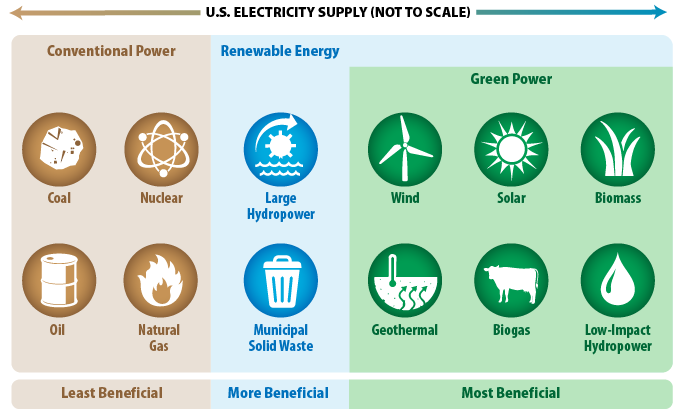 U.S. ELECTRICITY SUPPLY (NOT TO SCALE)
Conventional Power
Renewable Energy
Green Power
Coal
Nuclear
Large
Hydropower
Wind
Solar
Biomass
Oil
Natural
Gas
Municipal
Solid Waste
Geothermal
Biogas
Low-Impact
Hydropower
Least Beneficial
More Beneficial
Most Beneficial